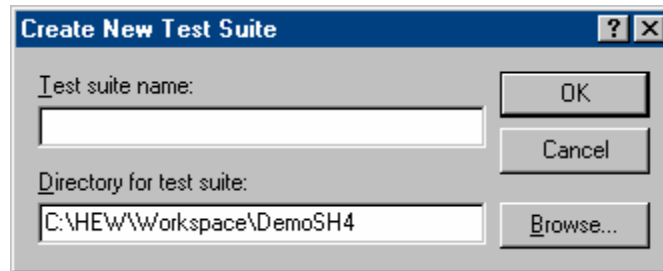 Create New Test Suite
Test suite name:
OK
Cancel
Directory for test suite:
C:\HEW\Workspace\DemoSH4
Browse...